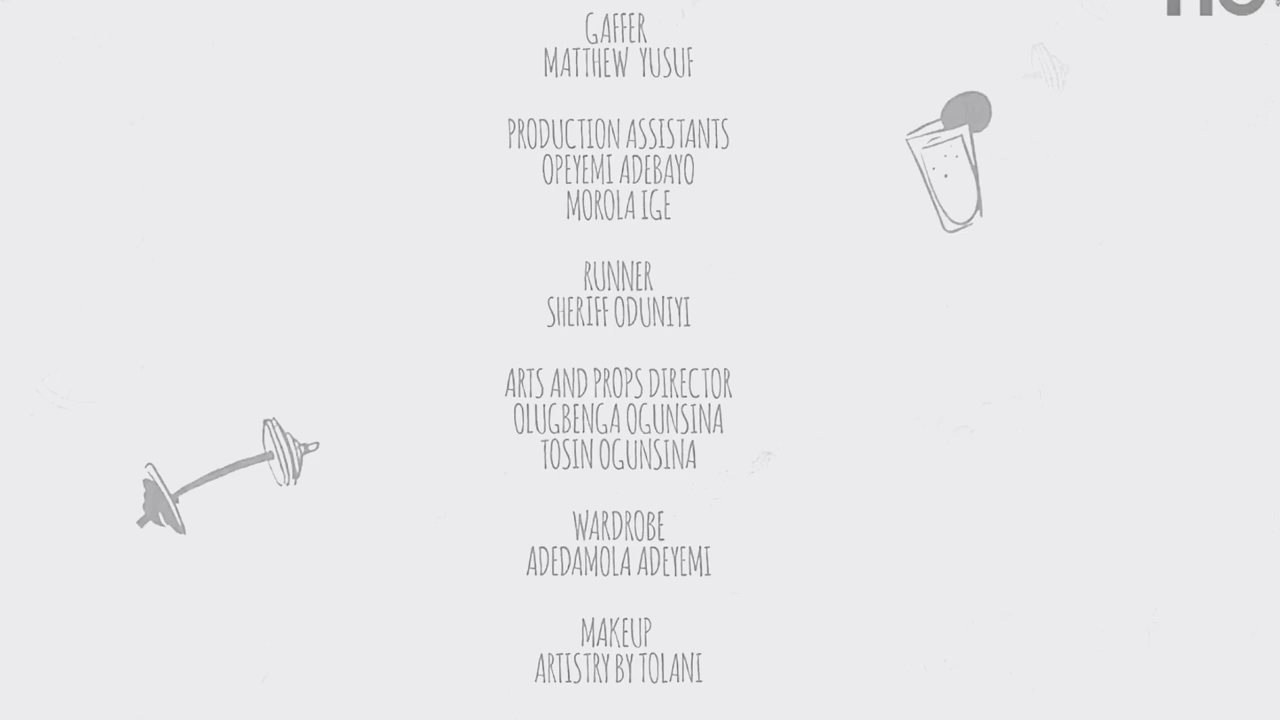 GAFFER
MATTHEW YUSUF
PRODUCTION ASSISTANTS
OPEYEMI ADEBAYO
MOROLA IGE
RUNNER
SHERIFF ODUNIYI
ARTS AND PROPS DIRECTOR
OLUGBENGA OGUNSINA
TOSIN OGUNSINA
WARDROBE
ADEDAMOLA ADEYEMI
MAKEUP
ARTISTRY BY TOLANI